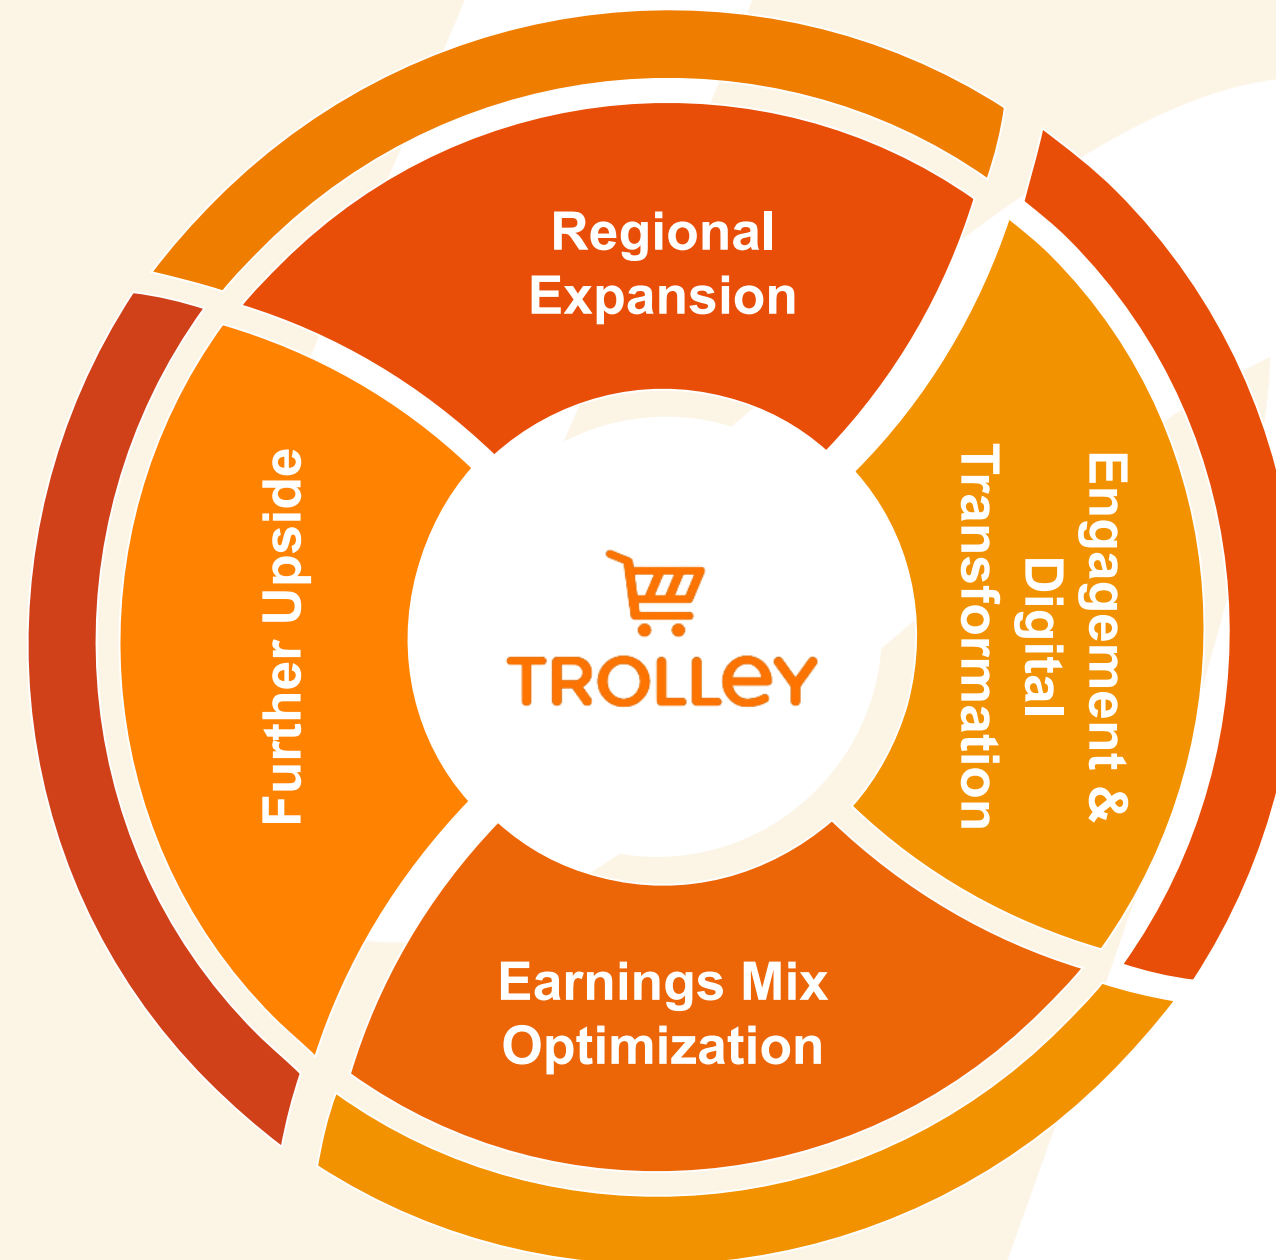 Regional
Expansion
Engagement &
Digital
Transformation
Earnings Mix
Optimization
Further Upside
TROLLeY